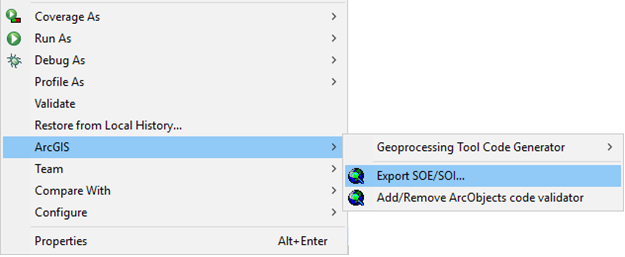 Coverage As
Run As
Debug As
Profile As
Validate
Restore from Local History...
ArcGIS
Team
Compare With
Configure
Properties Alt+Enter
Geoprocessing Tool Code Generator
Export SOE/SOI...
Add/Remove ArcObjects code validator